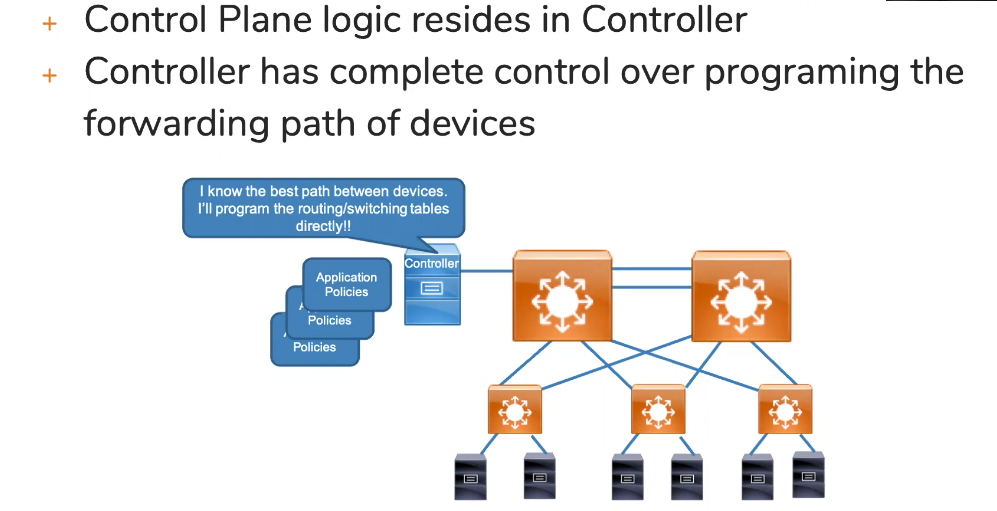 + Control Plane logic resides in Controller
+ Controller has complete control over programing the
forwarding path of devices
I know the best path between devices.
I'll program the routing/switching tables
directly!!
Controller
Application
Policies
Policies
Policies